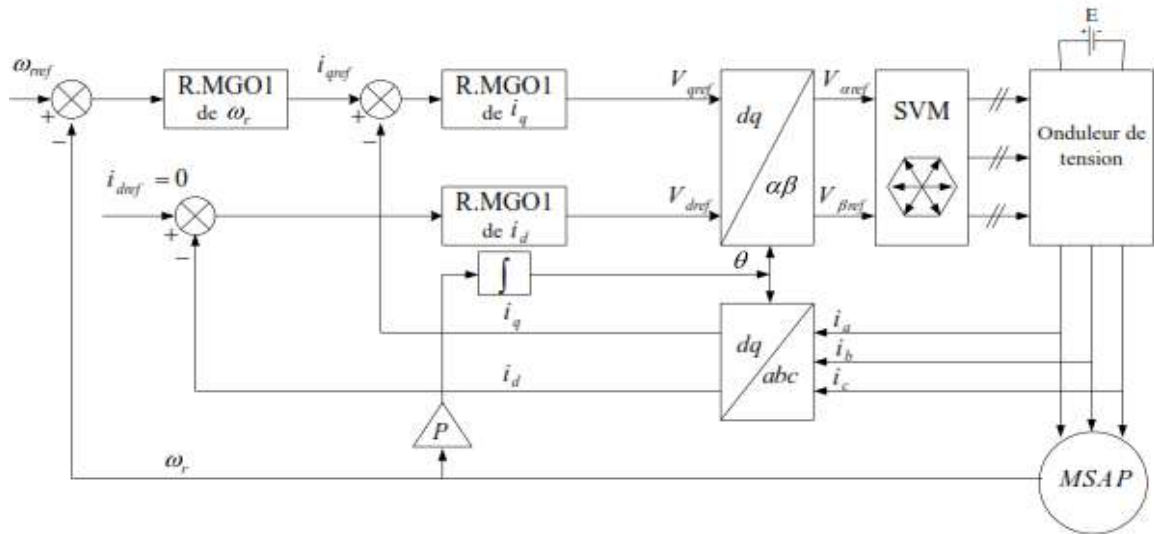 E
+ -
ω_rref
+
−
R.MGO1
de ω_r
i_qref
+
−
R.MGO1
de i_q
V_qref
dq
αβ
V_αref
SVM
Onduleur de
tension
i_dref = 0
+
−
R.MGO1
de i_d
V_dref
V_βref
∫
θ
i_q
dq
abc
i_a
i_b
i_c
i_d
P
ω_r
MSAP